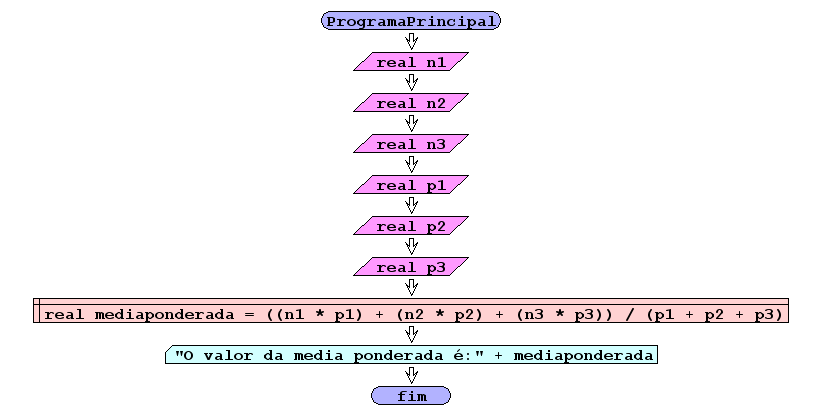 ProgramaPrincipal
real n1
real n2
real n3
real p1
real p2
real p3
real mediaponderada = ((n1 * p1) + (n2 * p2) + (n3 * p3)) / (p1 + p2 + p3)
"O valor da media ponderada é:" + mediaponderada
fim